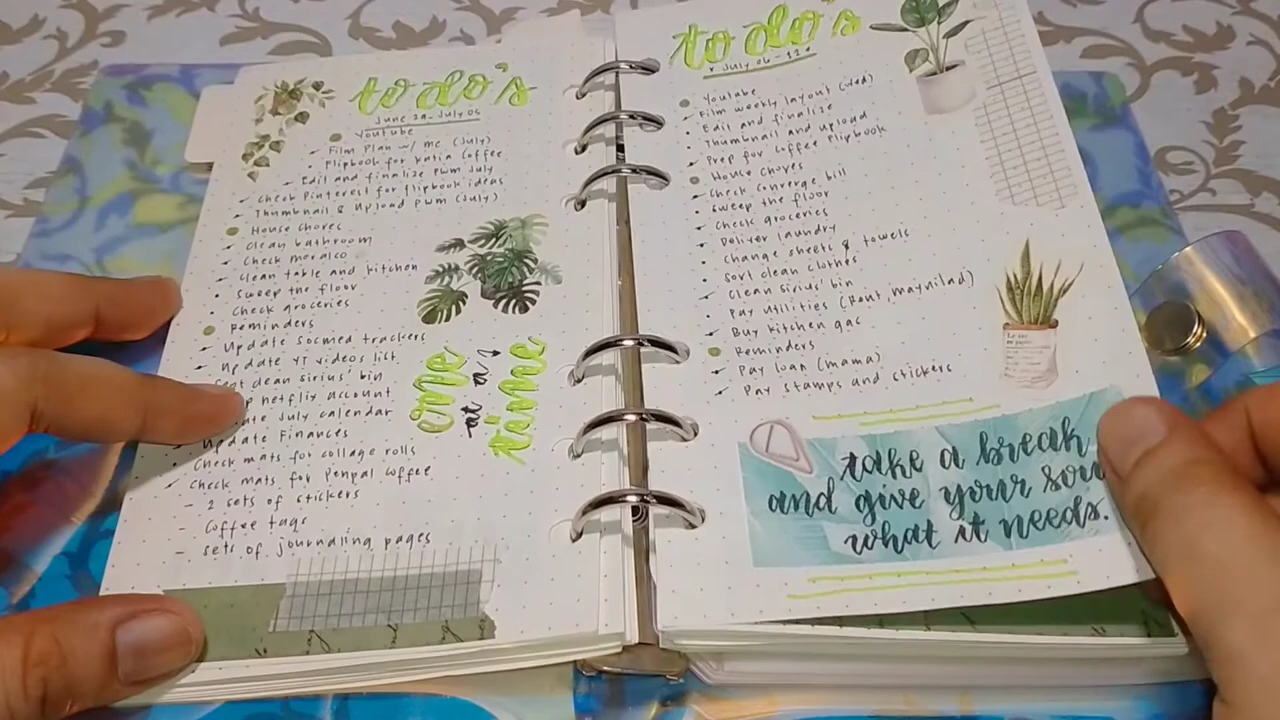 to do's
June 29 - July 05
Youtube
Film Plan w/ me (July)
Flipbook for Katia Coffee
Edit and finalize PWM July
Check Pinterest for flipbook ideas
Thumbnail & Upload PWM (July)
House Chores
Clean bathroom
Check meralco
Clean table and kitchen
Sweep the floor
Check groceries
Reminders
Update socmed trackers
Update YT videos list
clean sirius' bin
netflix account
July calendar
Update Finances
Check mats for collage rolls
Check mats for Penpal Coffee
- 2 sets of stickers
- Coffee tags
- sets of journaling pages
one
at a
time
to do's
July 06 - 12
Youtube
Film weekly layout (wed)
Edit and finalize
Thumbnail and upload
Prep for Coffee Flipbook
House Chores
Check Converge bill
Sweep the floor
Check groceries
Deliver laundry
Change sheets & towels
Sort clean clothes
Clean Sirius' bin
Pay utilities (Rent, maynilad)
Buy kitchen gas
Reminders
Pay loan (mama)
Pay stamps and stickers
take a break
and give your
what it needs.